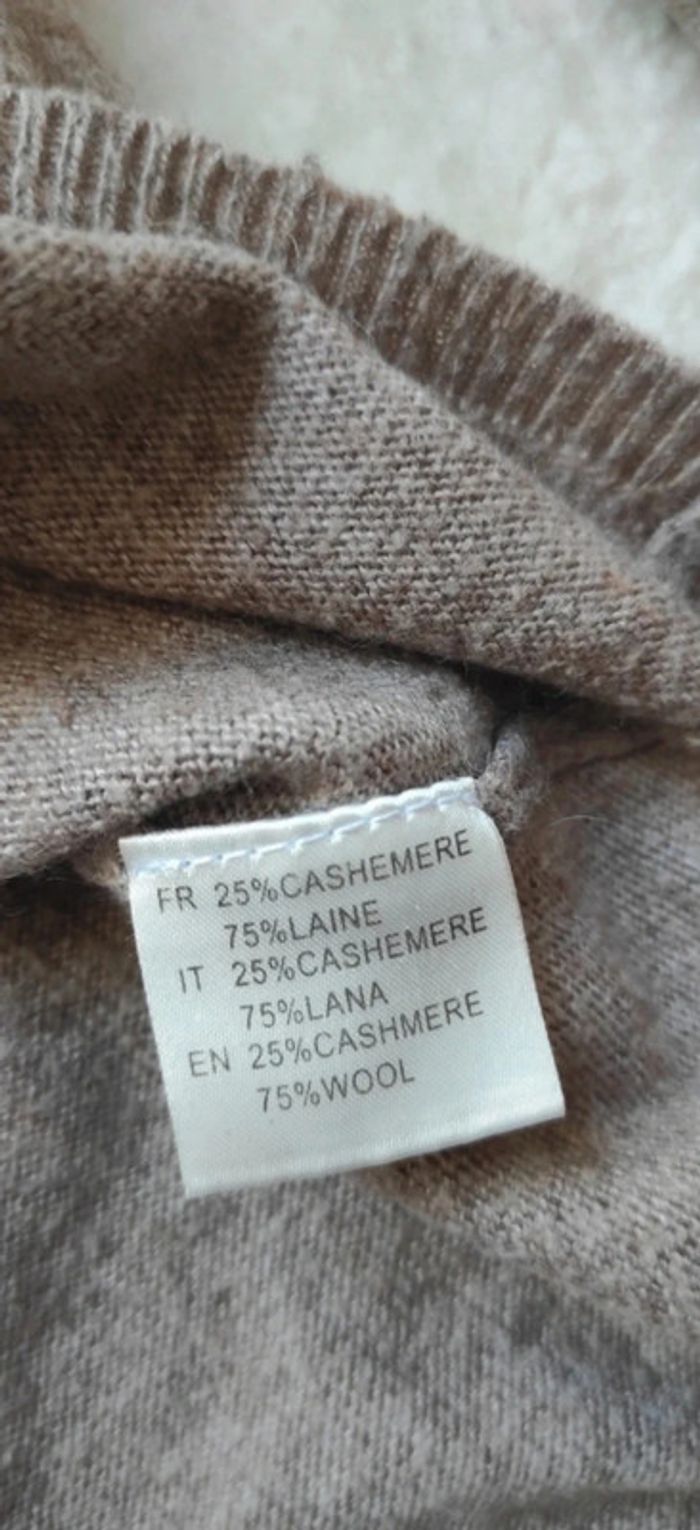 FR 25%CASHEMERE
75%LAINE
IT 25%CASHEMERE
75%LANA
EN 25%CASHMERE
75%WOOL